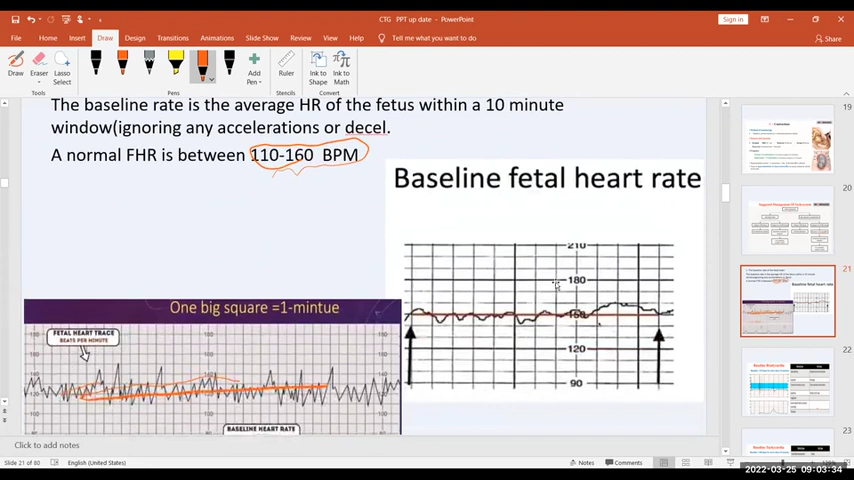 CTG PPT up date - PowerPoint
Sign in
File Home Insert Draw Design Transitions Animations Slide Show Review View Help Tell me what you want to do
Share
Draw Eraser Lasso Select Add Pen Ruler Ink to Shape Ink to Math
Tools Pens Stencils Convert
The baseline rate is the average HR of the fetus within a 10 minute
window(ignoring any accelerations or decel.
A normal FHR is between 110-160 BPM
Baseline fetal heart rate
210
180
150
120
90
One big square =1-mintue
FETAL HEART TRACE
BEATS PER MINUTE
BASELINE HEART RATE
19
20
21
22
23
Click to add notes
Slide 21 of 80 English (United States) Notes Comments
2022-03-25 09:03:34